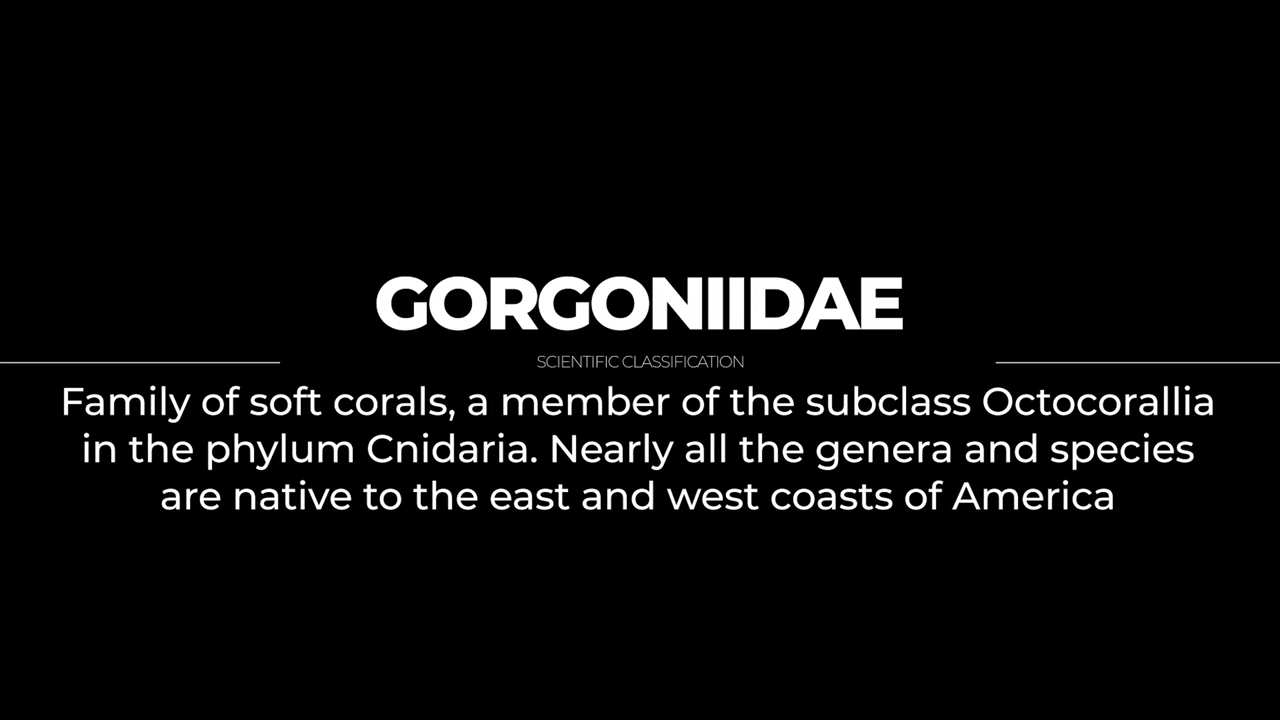 GORGONIIDAE
SCIENTIFIC CLASSIFICATION
Family of soft corals, a member of the subclass Octocorallia
in the phylum Cnidaria. Nearly all the genera and species
are native to the east and west coasts of America